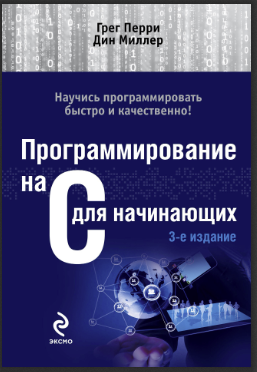 Грег Перри
Дин Миллер
Научись программировать
быстро и качественно!
Программирование
на C для начинающих
3-е издание
ЭКСМО